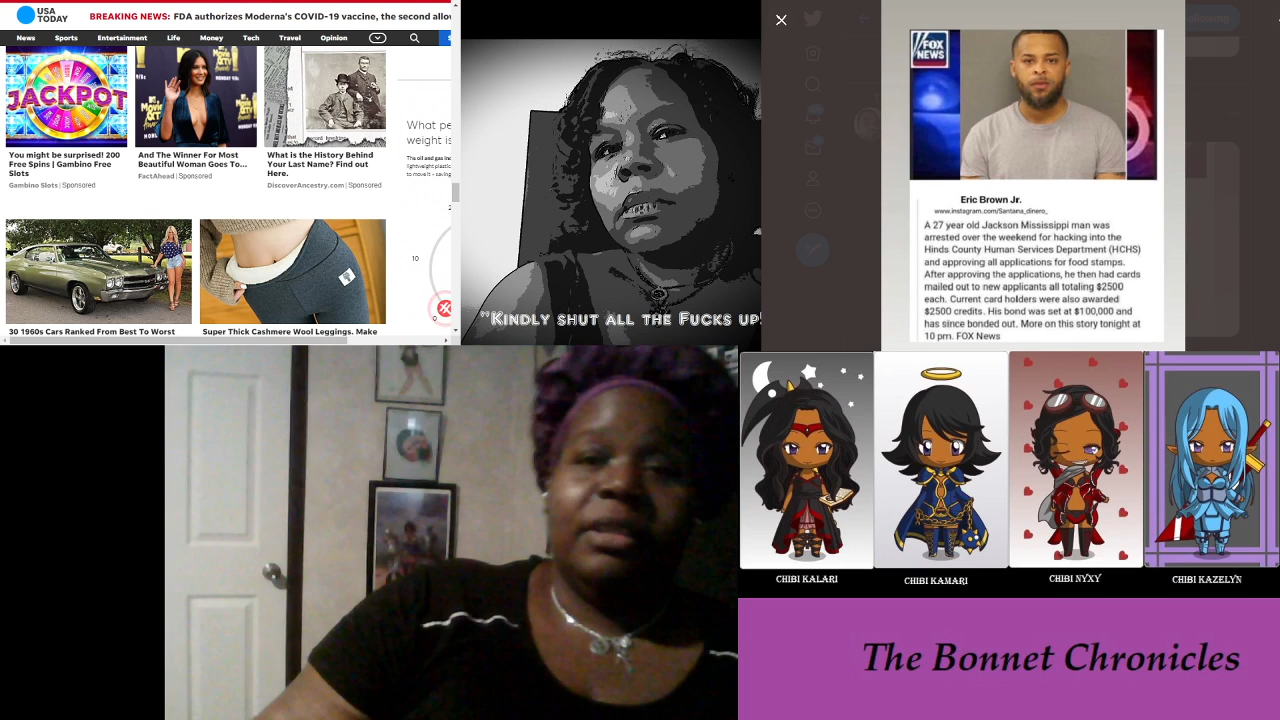 USA
TODAY
BREAKING NEWS: FDA authorizes Moderna's COVID-19 vaccine, the second
News Sports Entertainment Life Money Tech Travel Opinion
JACKPOT
You might be surprised! 200
Free Spins | Gambino Free
Slots
Gambino Slots | Sponsored
And The Winner For Most
Beautiful Woman Goes To...
FactAhead | Sponsored
What is the History Behind
Your Last Name? Find out
Here.
DiscoverAncestry.com | Sponsored
What
weight is
The oil and gas
10
0
30 1960s Cars Ranked From Best To Worst
Super Thick Cashmere Wool Leggings. Make
"Kindly shut all the Fucks up!
FOX
NEWS
Eric Brown Jr.
www.instagram.com/Santana_dinero_
A 27 year old Jackson Mississippi man was
arrested over the weekend for hacking into the
Hinds County Human Services Department (HCHS)
and approving all applications for food stamps.
After approving the applications, he then had cards
mailed out to new applicants all totaling $2500
each. Current card holders were also awarded
$2500 credits. His bond was set at $100,000 and
has since bonded out. More on this story tonight at
10 pm. FOX News
Following
CHIBI KALARI
CHIBI KAMARI
CHIBI NYXY
CHIBI KAZELYN
The Bonnet Chronicles